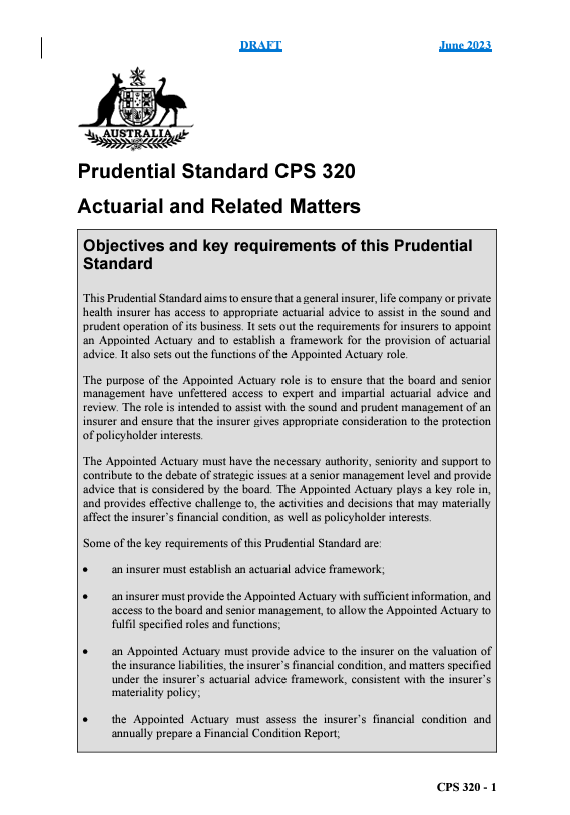 DRAFT June 2023
AUSTRALIA
Prudential Standard CPS 320
Actuarial and Related Matters
Objectives and key requirements of this Prudential
Standard
This Prudential Standard aims to ensure that a general insurer, life company or private
health insurer has access to appropriate actuarial advice to assist in the sound and
prudent operation of its business. It sets out the requirements for insurers to appoint
an Appointed Actuary and to establish a framework for the provision of actuarial
advice. It also sets out the functions of the Appointed Actuary role.
The purpose of the Appointed Actuary role is to ensure that the board and senior
management have unfettered access to expert and impartial actuarial advice and
review. The role is intended to assist with the sound and prudent management of an
insurer and ensure that the insurer gives appropriate consideration to the protection
of policyholder interests.
The Appointed Actuary must have the necessary authority, seniority and support to
contribute to the debate of strategic issues at a senior management level and provide
advice that is considered by the board. The Appointed Actuary plays a key role in,
and provides effective challenge to, the activities and decisions that may materially
affect the insurer's financial condition, as well as policyholder interests.
Some of the key requirements of this Prudential Standard are:
• an insurer must establish an actuarial advice framework;
• an insurer must provide the Appointed Actuary with sufficient information, and
access to the board and senior management, to allow the Appointed Actuary to
fulfil specified roles and functions;
• an Appointed Actuary must provide advice to the insurer on the valuation of
the insurance liabilities, the insurer's financial condition, and matters specified
under the insurer's actuarial advice framework, consistent with the insurer's
materiality policy;
• the Appointed Actuary must assess the insurer's financial condition and
annually prepare a Financial Condition Report;
CPS 320 - 1